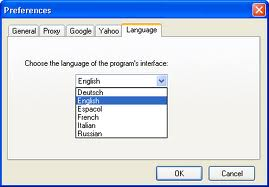 Preferences
General Proxy Google Yahoo Language
Choose the language of the program's interface:
English
Deutsch
English
Espacol
French
Italian
Russian
OK Cancel